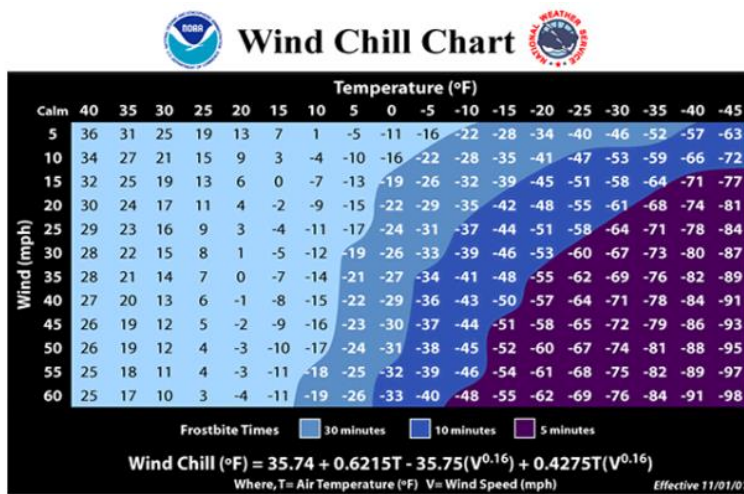 NOAA
Wind Chill Chart
NATIONAL WEATHER SERVICE
Temperature (ºF)
Calm 40 35 30 25 20 15 10 5 0 -5 -10 -15 -20 -25 -30 -35 -40 -45
5 36 31 25 19 13 7 1 -5 -11 -16 -22 -28 -34 -40 -46 -52 -57 -63
10 34 27 21 15 9 3 -4 -10 -16 -22 -28 -35 -41 -47 -53 -59 -66 -72
15 32 25 19 13 6 0 -7 -13 -19 -26 -32 -39 -45 -51 -58 -64 -71 -77
20 30 24 17 11 4 -2 -9 -15 -22 -29 -35 -42 -48 -55 -61 -68 -74 -81
25 29 23 16 9 3 -4 -11 -17 -24 -31 -37 -44 -51 -58 -64 -71 -78 -84
30 28 22 15 8 1 -5 -12 -19 -26 -33 -39 -46 -53 -60 -67 -73 -80 -87
35 28 21 14 7 0 -7 -14 -21 -27 -34 -41 -48 -55 -62 -69 -76 -82 -89
40 27 20 13 6 -1 -8 -15 -22 -29 -36 -43 -50 -57 -64 -71 -78 -84 -91
45 26 19 12 5 -2 -9 -16 -23 -30 -37 -44 -51 -58 -65 -72 -79 -86 -93
50 26 19 12 4 -3 -10 -17 -24 -31 -38 -45 -52 -60 -67 -74 -81 -88 -95
55 25 18 11 4 -3 -11 -18 -25 -32 -39 -46 -54 -61 -68 -75 -82 -89 -97
60 25 17 10 3 -4 -11 -19 -26 -33 -40 -48 -55 -62 -69 -76 -84 -91 -98
Wind (mph)
Frostbite Times 30 minutes 10 minutes 5 minutes
Wind Chill (ºF) = 35.74 + 0.6215T - 35.75(V0.16) + 0.4275T(V0.16)
Where, T= Air Temperature (ºF) V= Wind Speed (mph)
Effective 11/01/0